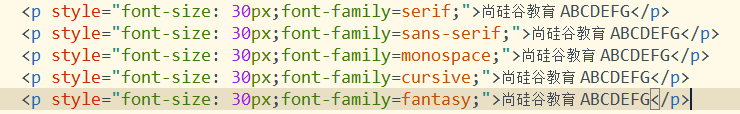 <p style="font-size: 30px;font-family=serif;">尚硅谷教育 ABCDEFG</p>
<p style="font-size: 30px;font-family=sans-serif;">尚硅谷教育 ABCDEFG</p>
<p style="font-size: 30px;font-family=monospace;">尚硅谷教育 ABCDEFG</p>
<p style="font-size: 30px;font-family=cursive;">尚硅谷教育 ABCDEFG</p>
<p style="font-size: 30px;font-family=fantasy;">尚硅谷教育 ABCDEFG</p>